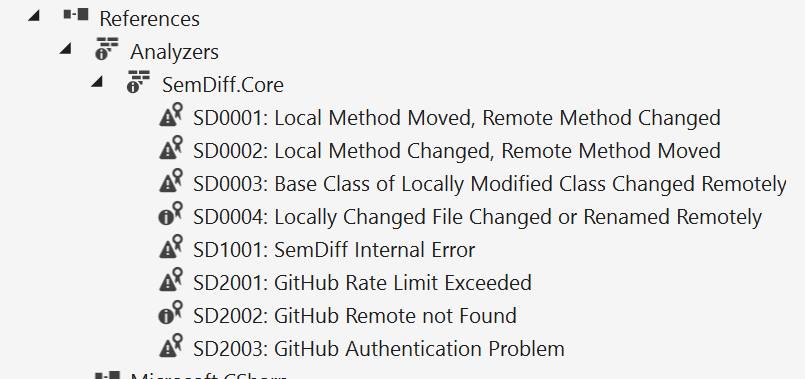 References
Analyzers
SemDiff.Core
SD0001: Local Method Moved, Remote Method Changed
SD0002: Local Method Changed, Remote Method Moved
SD0003: Base Class of Locally Modified Class Changed Remotely
SD0004: Locally Changed File Changed or Renamed Remotely
SD1001: SemDiff Internal Error
SD2001: GitHub Rate Limit Exceeded
SD2002: GitHub Remote not Found
SD2003: GitHub Authentication Problem
Microsoft.CSharp